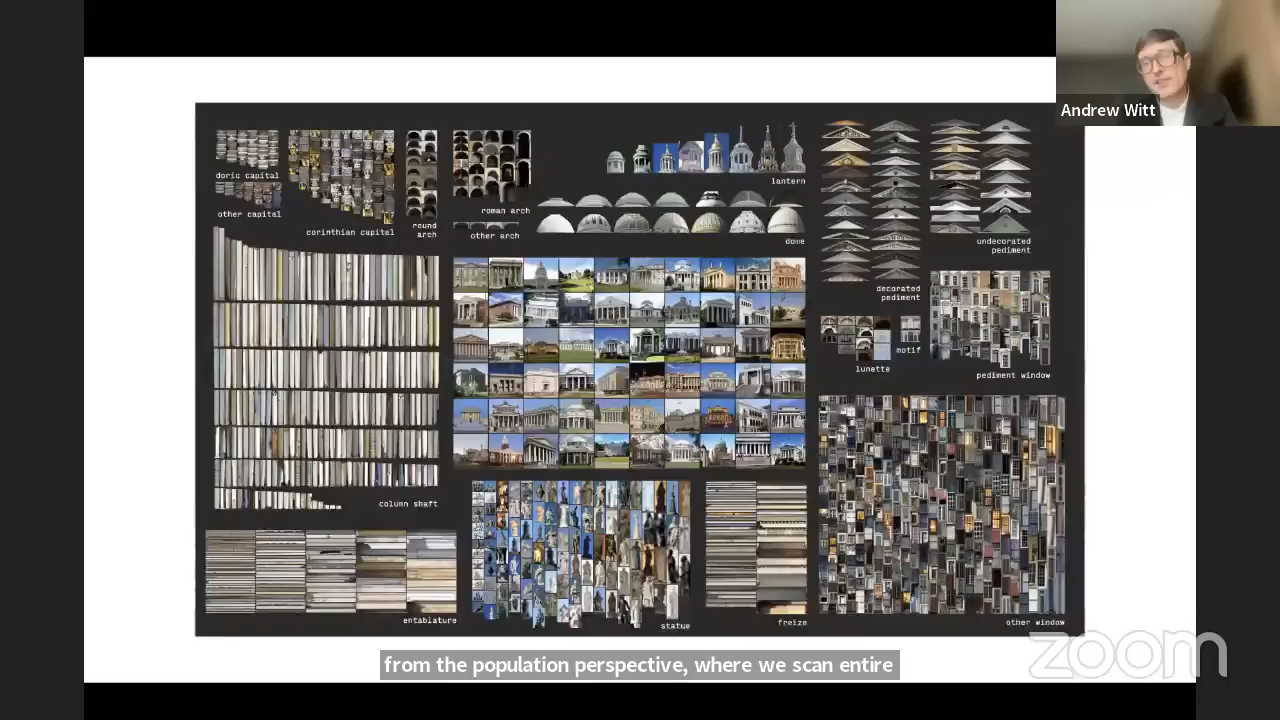 Andrew Witt
doric capital
other capital
corinthian capital
round
arch
roman arch
other arch
lantern
dome
undecorated
pediment
decorated
pediment
motif
lunette
pediment window
column shaft
entablature
statue
freize
other window
from the population perspective, where we scan entire
zoom